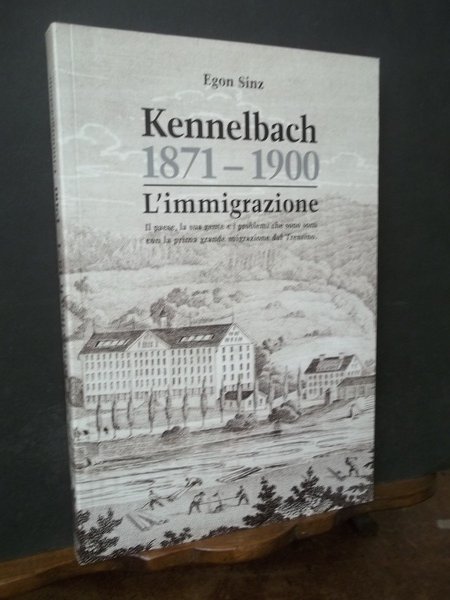 Egon Sinz
Kennelbach
1871 – 1900
L'immigrazione
Il paese, la sua gente e i problemi che sono sorti
con la prima grande migrazione dal Trentino.